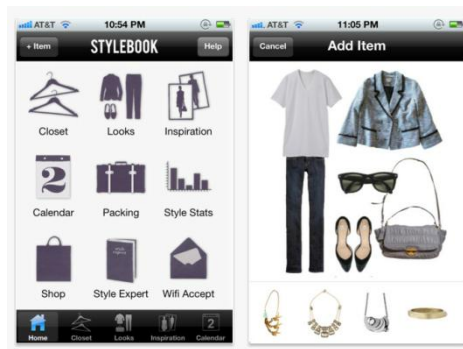 AT&T 10:54 PM
+ Item STYLEBOOK Help
Closet Looks Inspiration
2
Calendar Packing Style Stats
Shop Style Expert Wifi Accept
2
Home Closet Looks Inspiration Calendar
AT&T 11:05 PM
Cancel Add Item